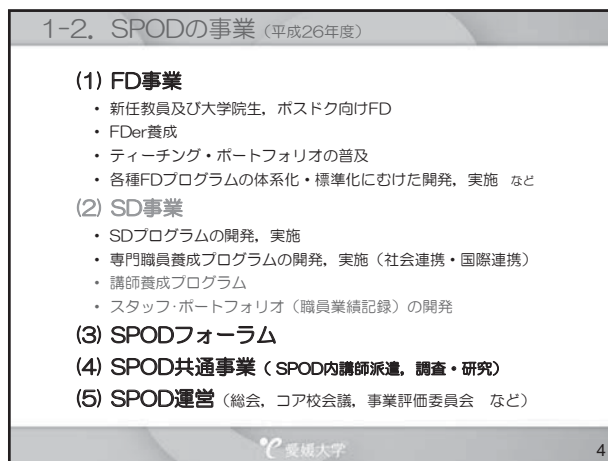 1-2．SPODの事業（平成26年度）
(1) FD事業
・ 新任教員及び大学院生，ポスドク向けFD
・ FDer養成
・ ティーチング・ポートフォリオの普及
・ 各種FDプログラムの体系化・標準化にむけた開発，実施　など
(2) SD事業
・ SDプログラムの開発，実施
・ 専門職員養成プログラムの開発，実施（社会連携・国際連携）
・ 講師養成プログラム
・ スタッフ･ポートフォリオ（職員業績記録）の開発
(3) SPODフォーラム
(4) SPOD共通事業（ SPOD内講師派遣，調査・研究）
(5) SPOD運営（総会，コア校会議，事業評価委員会　など）
愛媛大学
4